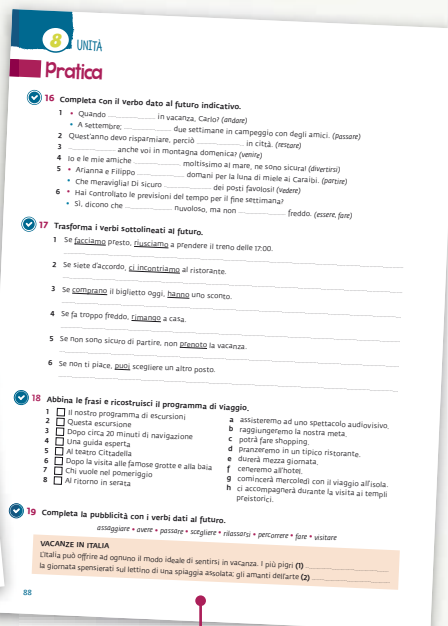 8 UNITÀ
Pratica
16 Completa con il verbo dato al futuro indicativo.
1 • Quando ............ in vacanza, Carlo? (andare)
• A settembre; ............ due settimane in campeggio con degli amici. (passare)
2 Quest'anno devo risparmiare, perciò ............ in città. (restare)
3 ............ anche voi in montagna domenica? (venire)
4 Io e le mie amiche ............ moltissimo al mare, ne sono sicura! (divertirsi)
5 • Arianna e Filippo ............ domani per la luna di miele ai Caraibi. (partire)
• Che meraviglia! Di sicuro ............ dei posti favolosi! (vedere)
6 • Hai controllato le previsioni del tempo per il fine settimana?
• Sì, dicono che ............ nuvoloso, ma non ............ freddo. (essere, fare)
17 Trasforma i verbi sottolineati al futuro.
1 Se facciamo presto, riusciamo a prendere il treno delle 17:00.
2 Se siete d'accordo, ci incontriamo al ristorante.
3 Se comprano il biglietto oggi, hanno uno sconto.
4 Se fa troppo freddo, rimango a casa.
5 Se non sono sicuro di partire, non prenoto la vacanza.
6 Se non ti piace, puoi scegliere un altro posto.
18 Abbina le frasi e ricostruisci il programma di viaggio.
1 Il nostro programma di escursioni
2 Questa escursione
3 Dopo circa 20 minuti di navigazione
4 Una guida esperta
5 Al teatro Cittadella
6 Dopo la visita alle famose grotte e alla baia
7 Chi vuole nel pomeriggio
8 Al ritorno in serata
a assisteremo ad uno spettacolo audiovisivo.
b raggiungeremo la nostra meta.
c potrà fare shopping.
d pranzeremo in un tipico ristorante.
e durerà mezza giornata.
f ceneremo all'hotel.
g comincerà mercoledì con il viaggio all'isola.
h ci accompagnerà durante la visita ai templi
preistorici.
19 Completa la pubblicità con i verbi dati al futuro.
assaggiare • avere • passare • scegliere • rilassarsi • percorrere • fare • visitare
VACANZE IN ITALIA
L'Italia può offrire ad ognuno il modo ideale di sentirsi in vacanza. I più pigri (1) ............
la giornata spensierati sul lettino di una spiaggia assolata; gli amanti dell'arte (2) ............
88